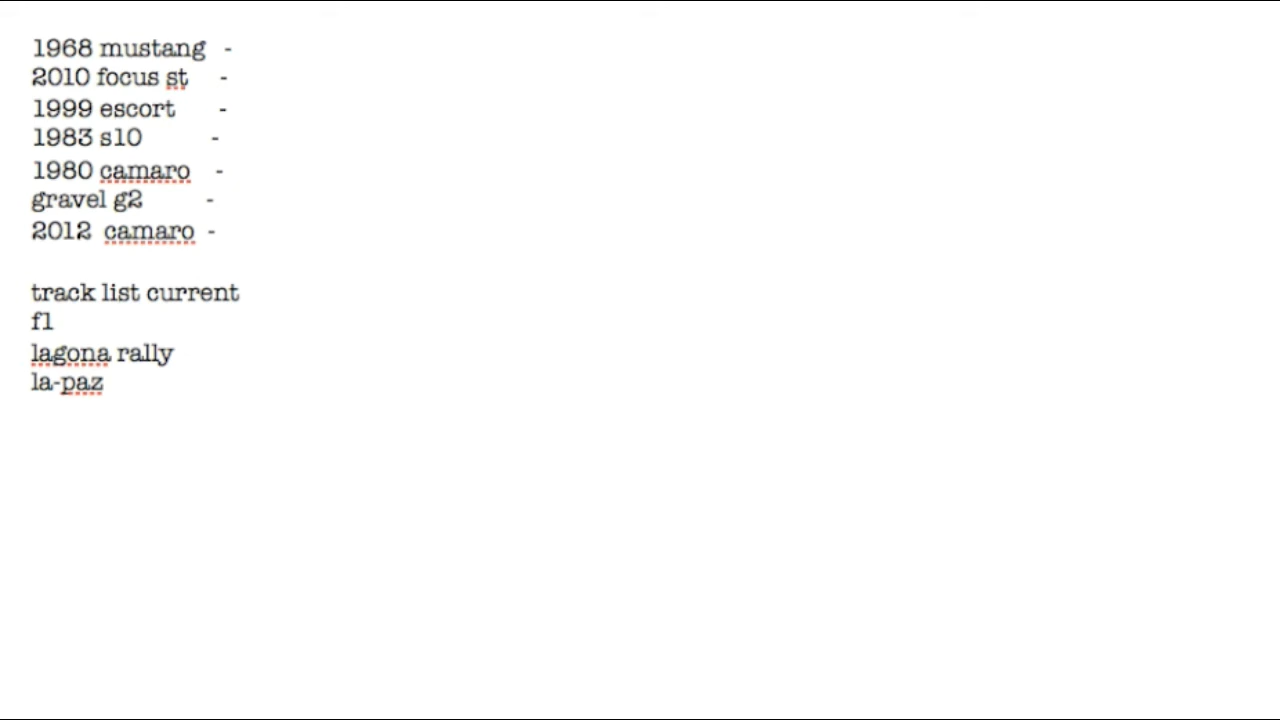 1968 mustang -
2010 focus st -
1999 escort -
1983 s10 -
1980 camaro -
gravel g2 -
2012 camaro -
track list current
f1
lagona rally
la-paz